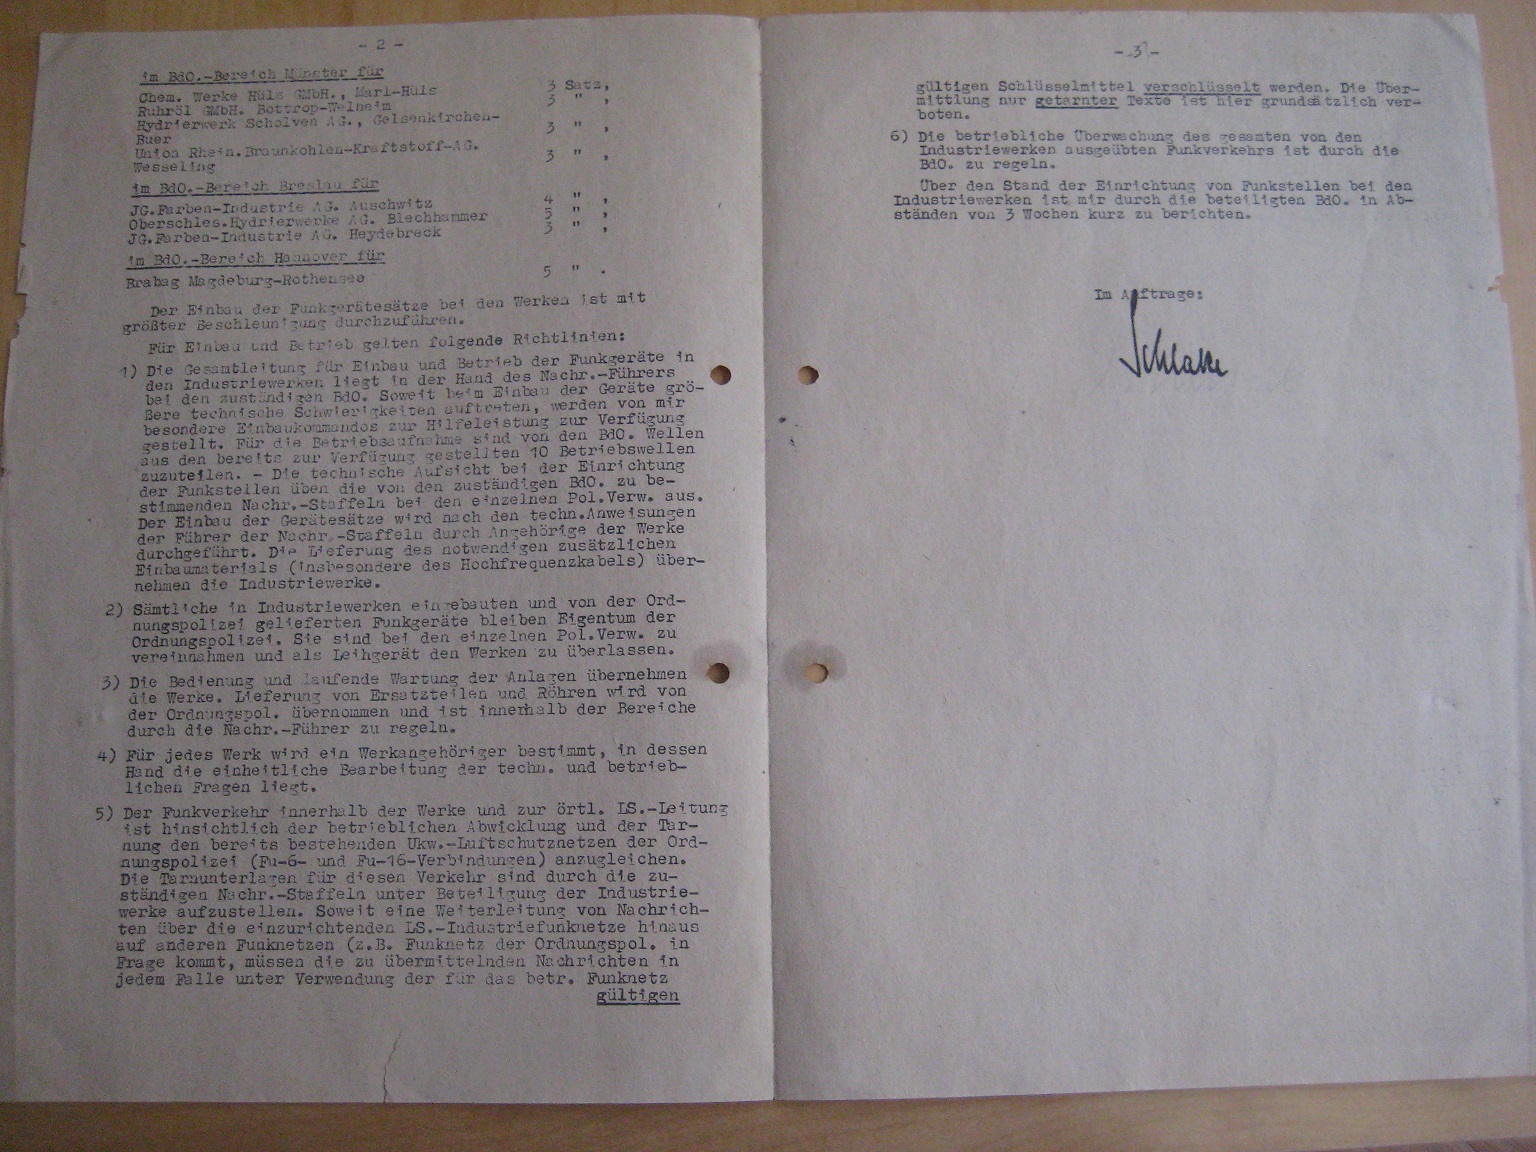 - 2 -
im BdO.-Bereich Münster für
Chem. Werke Hüls GMbH., Marl-Hüls 3 Satz,
Ruhröl GMbH. Bottrop-Welheim 3 " ,
Hydrierwerk Scholven AG., Gelsenkirchen-
Buer 3 " ,
Union Rhein.Braunkohlen-Kraftstoff-AG.
Wesseling 3 " ,
im BdO.-Bereich Breslau für
JG.Farben-Industrie AG. Auschwitz 4 " ,
Oberschles.Hydrierwerke AG. Blechhammer 5 " ,
JG.Farben-Industrie AG. Heydebreck 3 " ,
im BdO.-Bereich Hannover für
Brabag Magdeburg-Rothensee 5 " .
Der Einbau der Funkgerätesätze bei den Werken ist mit
größter Beschleunigung durchzuführen.
Für Einbau und Betrieb gelten folgende Richtlinien:
1) Die Gesamtleitung für Einbau und Betrieb der Funkgeräte in
den Industriewerken liegt in der Hand des Nachr.-Führers
bei den zuständigen BdO. Soweit beim Einbau der Geräte grö-
ßere technische Schwierigkeiten auftreten, werden von mir
besondere Einbaukommandos zur Hilfeleistung zur Verfügung
gestellt. Für die Betriebsaufnahme sind von den BdO. Wellen
aus den bereits zur Verfügung gestellten 10 Betriebswellen
zuzuteilen. - Die technische Aufsicht bei der Einrichtung
der Funkstellen üben die von den zuständigen BdO. zu be-
stimmenden Nachr.-Staffeln bei den einzelnen Pol.Verw. aus.
Der Einbau der Gerätesätze wird nach den techn.Anweisungen
der Führer der Nachr.-Staffeln durch Angehörige der Werke
durchgeführt. Die Lieferung des notwendigen zusätzlichen
Einbaumaterials (insbesondere des Hochfrequenzkabels) über-
nehmen die Industriewerke.
2) Sämtliche in Industriewerken eingebauten und von der Ord-
nungspolizei gelieferten Funkgeräte bleiben Eigentum der
Ordnungspolizei. Sie sind bei den einzelnen Pol.Verw. zu
vereinnahmen und als Leihgerät den Werken zu überlassen.
3) Die Bedienung und laufende Wartung der Anlagen übernehmen
die Werke. Lieferung von Ersatzteilen und Röhren wird von
der Ordnungspol. übernommen und ist innerhalb der Bereiche
durch die Nachr.-Führer zu regeln.
4) Für jedes Werk wird ein Werkangehöriger bestimmt, in dessen
Hand die einheitliche Bearbeitung der techn. und betrieb-
lichen Fragen liegt.
5) Der Funkverkehr innerhalb der Werke und zur örtl. LS.-Leitung
ist hinsichtlich der betrieblichen Abwicklung und der Tar-
nung den bereits bestehenden Ukw.-Luftschutznetzen der Ord-
nungspolizei (Fu-6- und Fu-16-Verbindungen) anzugleichen.
Die Tarnunterlagen für diesen Verkehr sind durch die zu-
ständigen Nachr.-Staffeln unter Beteiligung der Industrie-
werke aufzustellen. Soweit eine Weiterleitung von Nachrich-
ten über die einzurichtenden LS.-Industriefunknetze hinaus
auf anderen Funknetzen (z.B. Funknetz der Ordnungspol. in
Frage kommt, müssen die zu übermittelnden Nachrichten in
jedem Falle unter Verwendung der für das betr. Funknetz
gültigen
- 3 -
gültigen Schlüsselmittel verschlüsselt werden. Die Über-
mittlung nur getarnter Texte ist hier grundsätzlich ver-
boten.
6) Die betriebliche Überwachung des gesamten von den
Industriewerken ausgeübten Funkverkehrs ist durch die
BdO. zu regeln.
Über den Stand der Einrichtung von Funkstellen bei den
Industriewerken ist mir durch die beteiligten BdO. in Ab-
ständen von 3 Wochen kurz zu berichten.
Im Auftrage:
Schlake